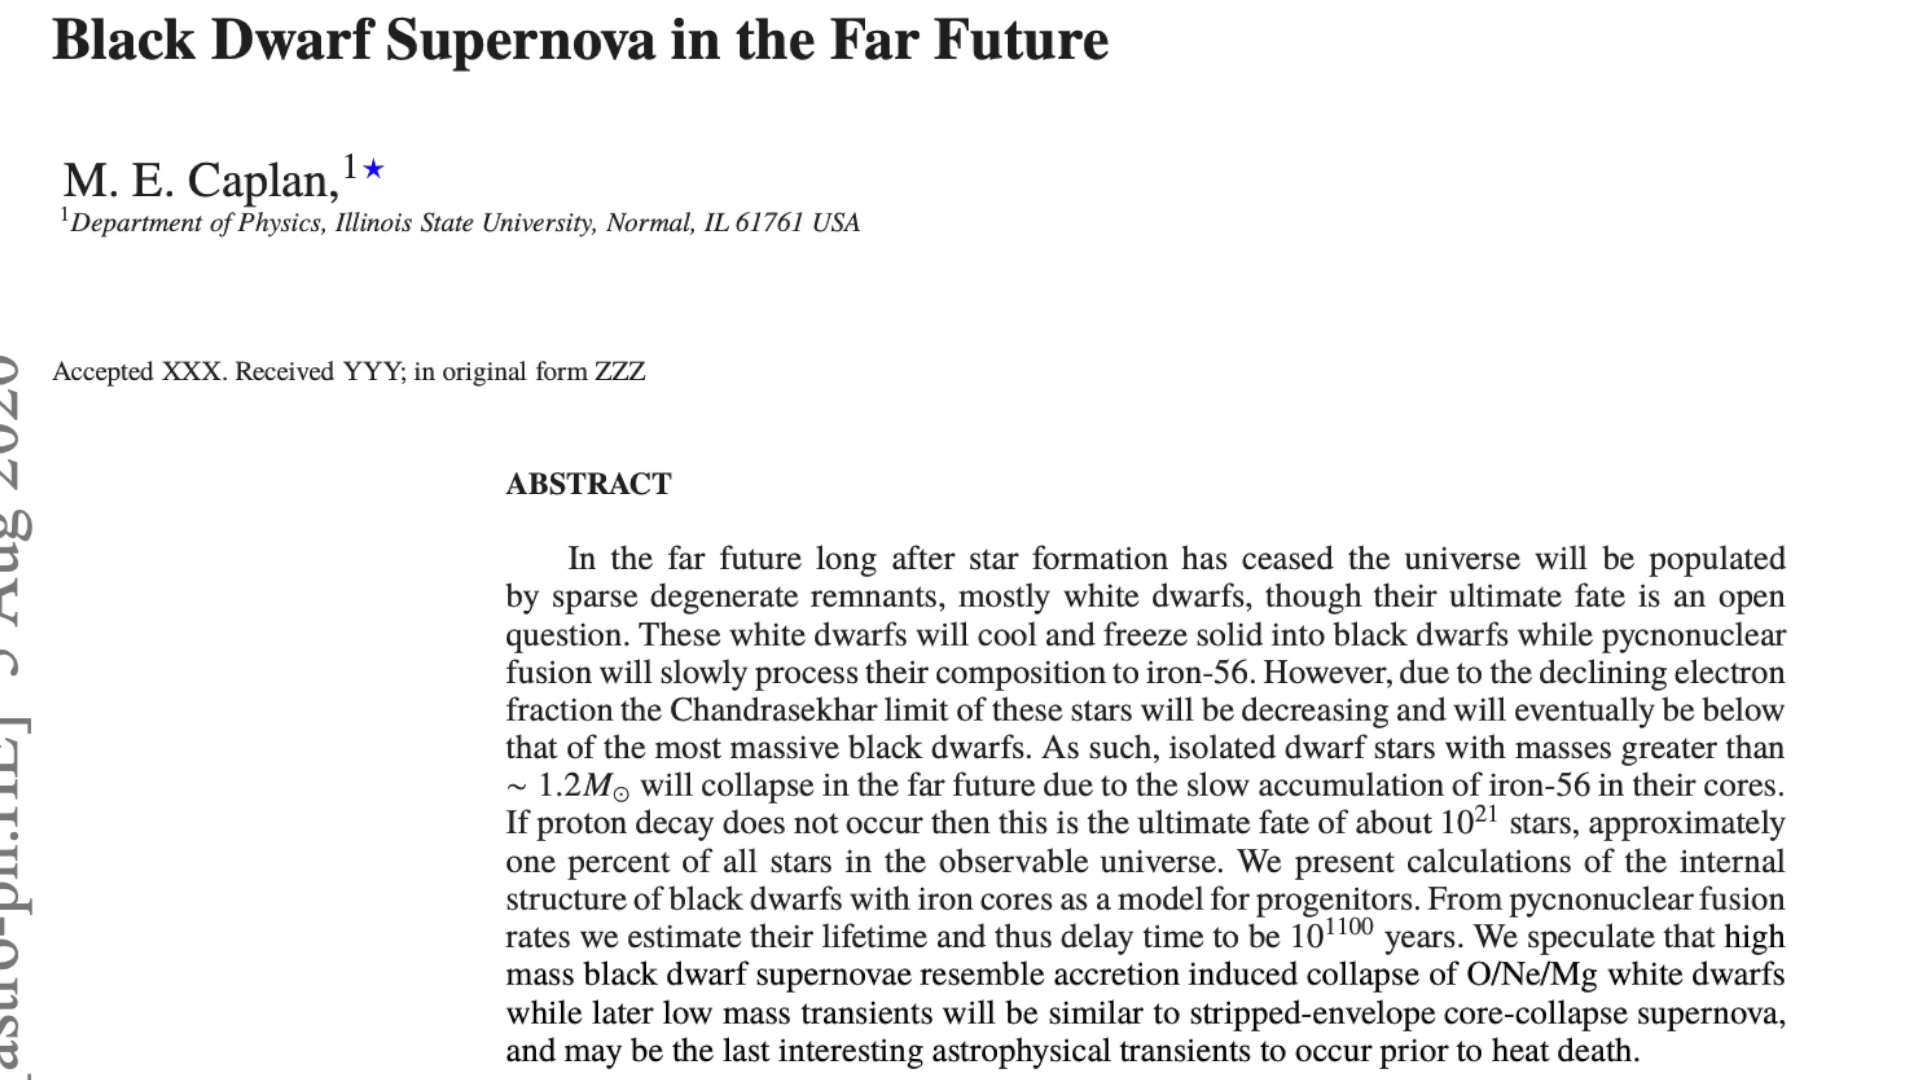 Black Dwarf Supernova in the Far Future
M. E. Caplan,¹★
¹Department of Physics, Illinois State University, Normal, IL 61761 USA
Accepted XXX. Received YYY; in original form ZZZ
ABSTRACT
In the far future long after star formation has ceased the universe will be populated
by sparse degenerate remnants, mostly white dwarfs, though their ultimate fate is an open
question. These white dwarfs will cool and freeze solid into black dwarfs while pycnonuclear
fusion will slowly process their composition to iron-56. However, due to the declining electron
fraction the Chandrasekhar limit of these stars will be decreasing and will eventually be below
that of the most massive black dwarfs. As such, isolated dwarf stars with masses greater than
~ 1.2M☉ will collapse in the far future due to the slow accumulation of iron-56 in their cores.
If proton decay does not occur then this is the ultimate fate of about 10²¹ stars, approximately
one percent of all stars in the observable universe. We present calculations of the internal
structure of black dwarfs with iron cores as a model for progenitors. From pycnonuclear fusion
rates we estimate their lifetime and thus delay time to be 10¹¹⁰⁰ years. We speculate that high
mass black dwarf supernovae resemble accretion induced collapse of O/Ne/Mg white dwarfs
while later low mass transients will be similar to stripped-envelope core-collapse supernova,
and may be the last interesting astrophysical transients to occur prior to heat death.
Aug 2020